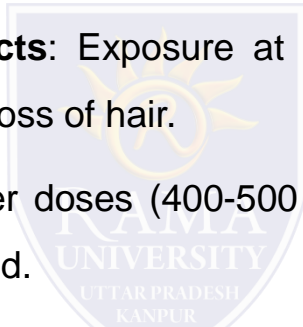 cts: Exposure at
oss of hair.
er doses (400-500
d.
RAMA
UNIVERSITY
UTTAR PRADESH
KANPUR